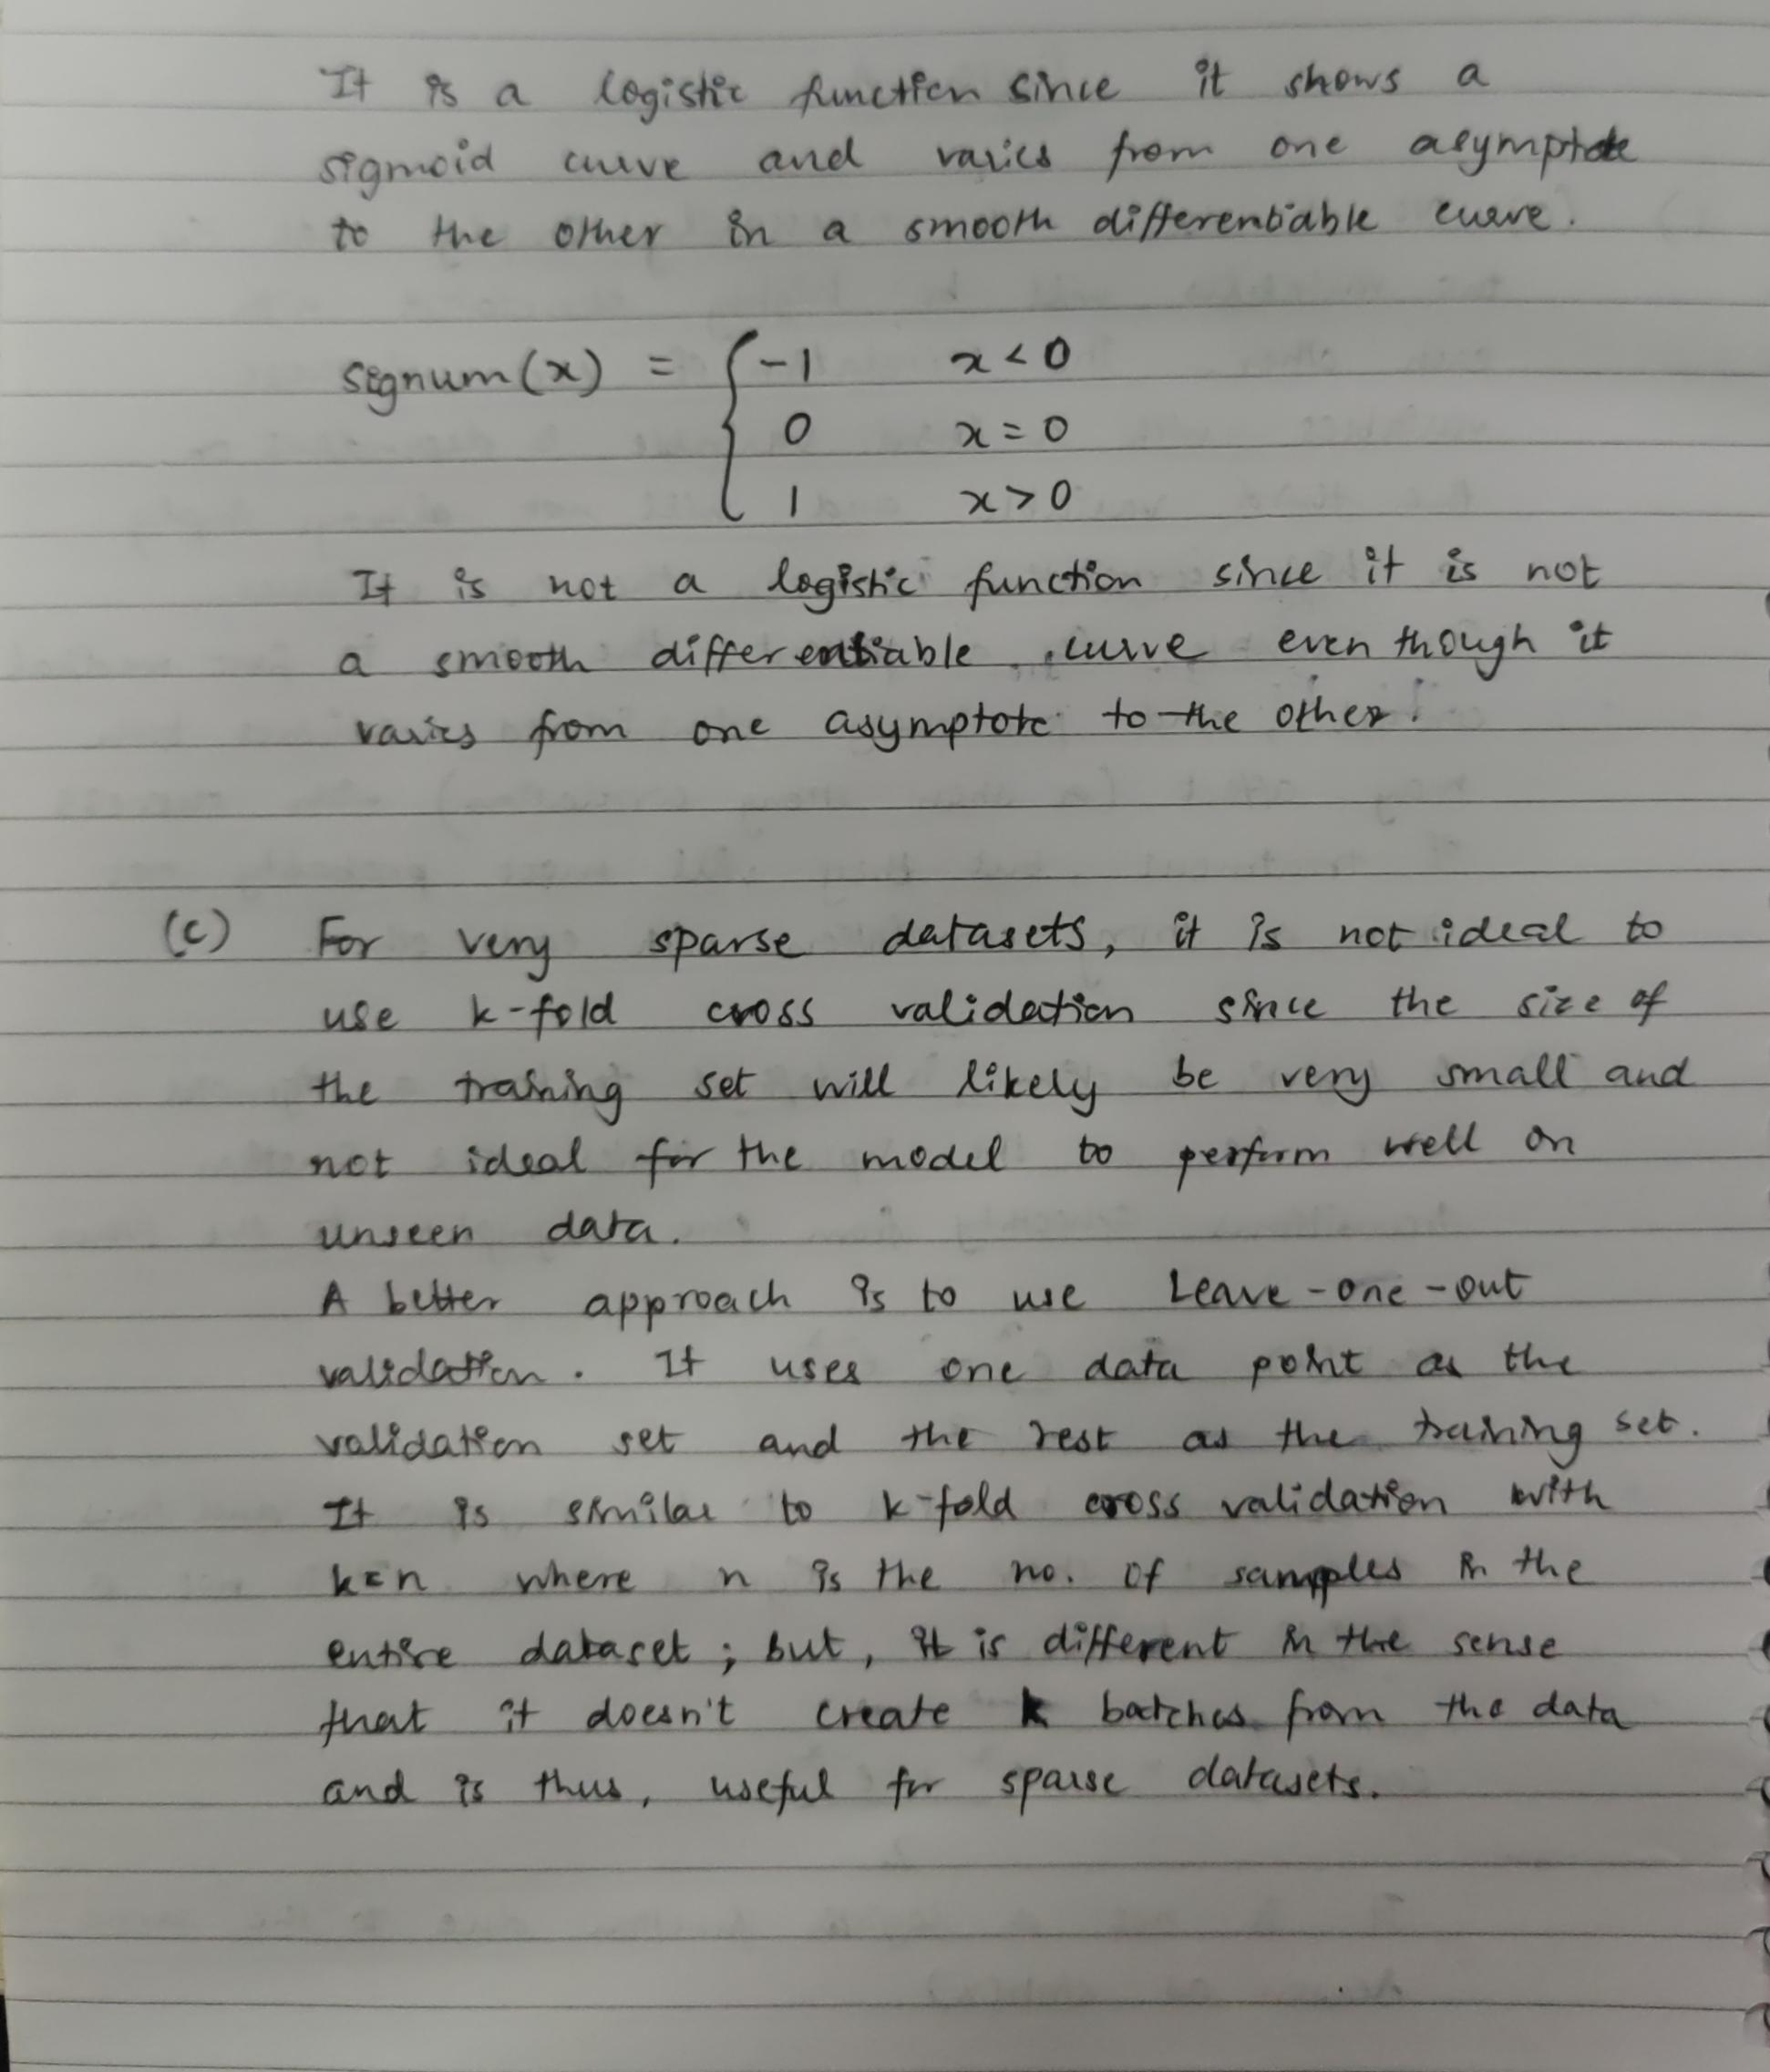 It is a logistic function since it shows a
sigmoid curve and varies from one asymptote
to the other in a smooth differentiable curve.
signum(x) = { -1 x < 0
0 x = 0
1 x > 0
It is not a logistic function since it is not
a smooth differentiable curve even though it
varies from one asymptote to the other.
(c) For very sparse datasets, it is not ideal to
use k-fold cross validation since the size of
the training set will likely be very small and
not ideal for the model to perform well on
unseen data.
A better approach is to use Leave-one-out
validation. It uses one data point as the
validation set and the rest as the training set.
It is similar to k-fold cross validation with
k=n where n is the no. of samples in the
entire dataset; but, it is different in the sense
that it doesn't create k batches from the data
and is thus, useful for sparse datasets.